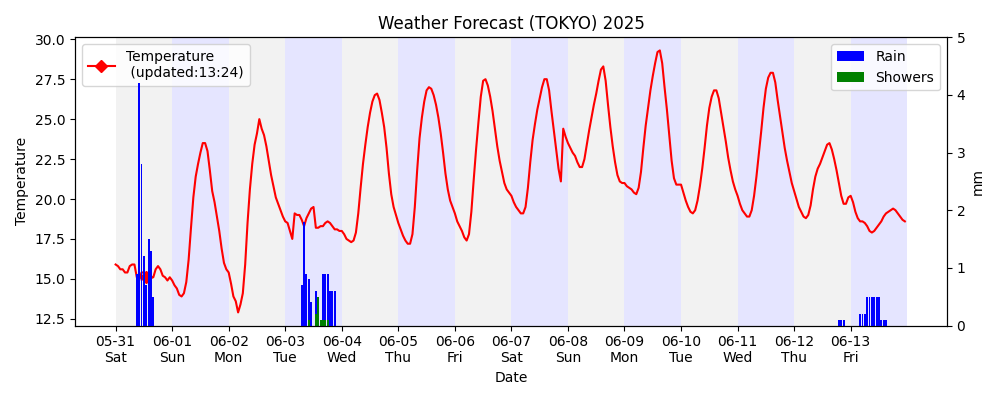 Weather Forecast (TOKYO) 2025
Temperature
(updated:13:24)
Rain
Showers
30.0
27.5
25.0
22.5
20.0
17.5
15.0
12.5
Temperature
5
4
3
2
1
0
mm
05-31 06-01 06-02 06-03 06-04 06-05 06-06 06-07 06-08 06-09 06-10 06-11 06-12 06-13
Sat Sun Mon Tue Wed Thu Fri Sat Sun Mon Tue Wed Thu Fri
Date